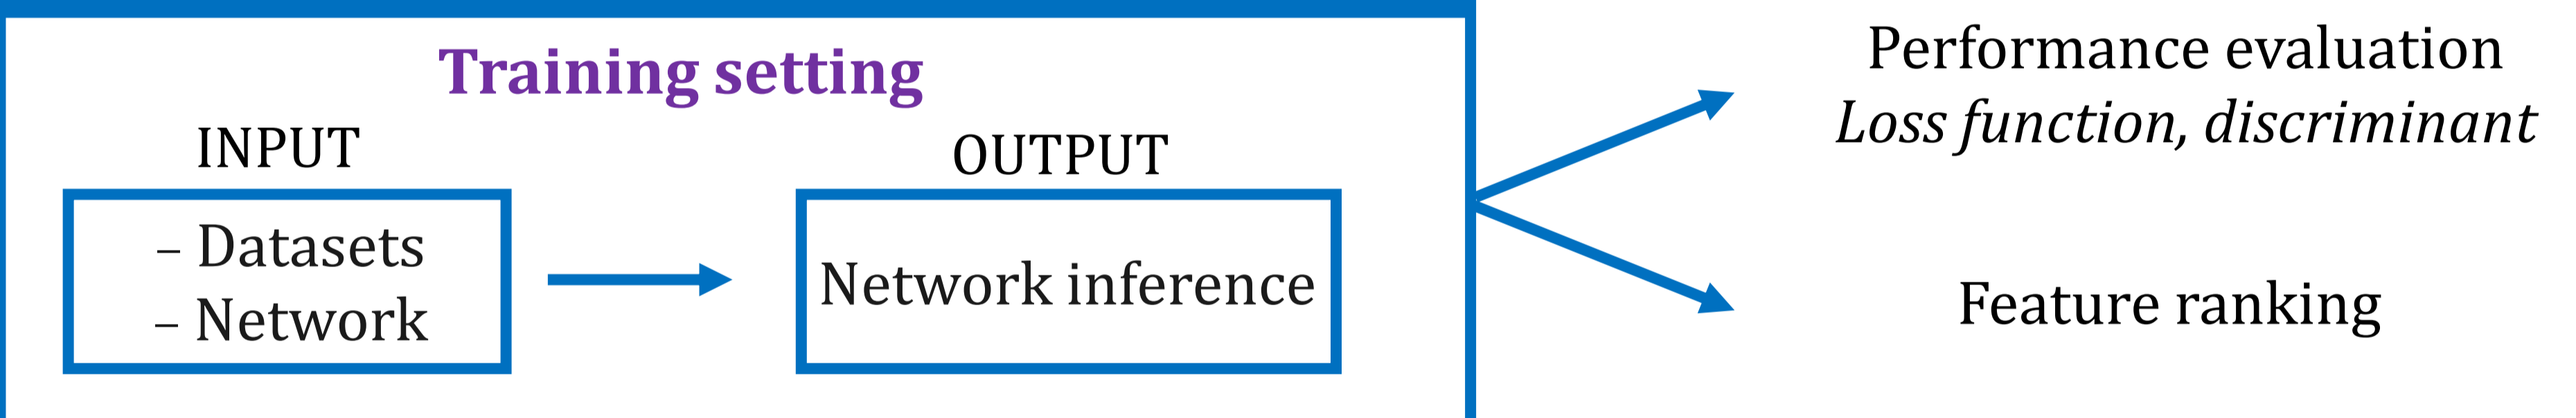 Training setting
INPUT
– Datasets
– Network
OUTPUT
Network inference
Performance evaluation
Loss function, discriminant
Feature ranking